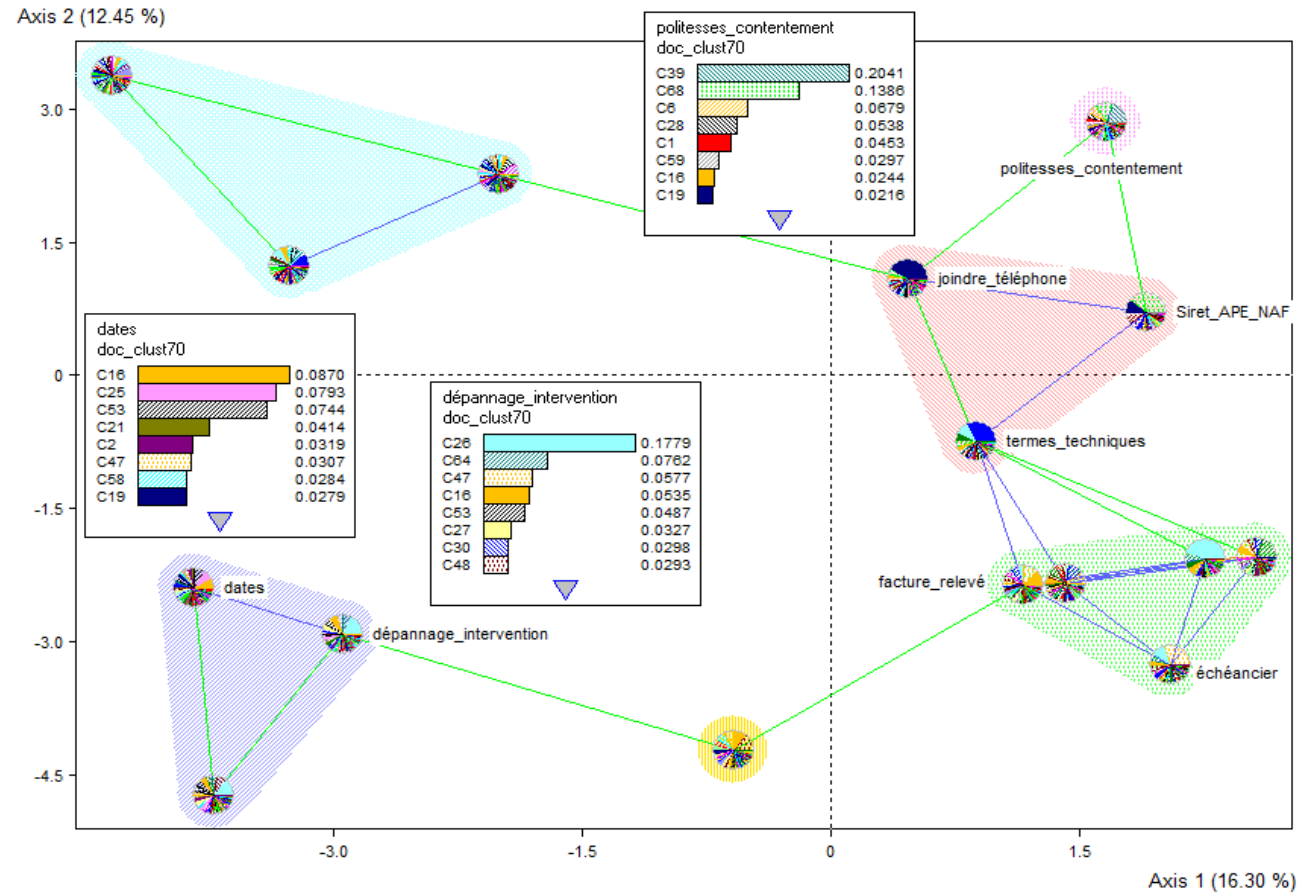 Axis 2 (12.45 %)
politesses_contentement
doc_clust70
C39 0.2041
C68 0.1386
C6 0.0679
C28 0.0538
C1 0.0453
C59 0.0297
C16 0.0244
C19 0.0216
3.0
politesses_contentement
1.5
joindre_téléphone
Siret_APE_NAF
dates
doc_clust70
C16 0.0870
C25 0.0793
C53 0.0744
C21 0.0414
C2 0.0319
C47 0.0307
C58 0.0284
C19 0.0279
0
dépannage_intervention
doc_clust70
C26 0.1779
C64 0.0762
C47 0.0577
C16 0.0535
C53 0.0487
C27 0.0327
C30 0.0298
C48 0.0293
termes_techniques
-1.5
dates
facture_relevé
dépannage_intervention
-3.0
échéancier
-4.5
-3.0 -1.5 0 1.5
Axis 1 (16.30 %)